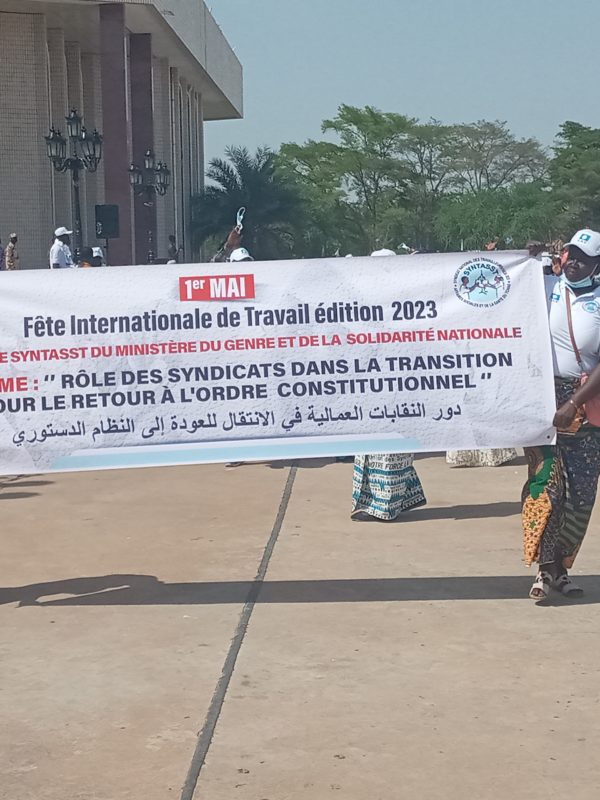 1er MAI
Fête Internationale de Travail édition 2023
E SYNTASST DU MINISTÈRE DU GENRE ET DE LA SOLIDARITÉ NATIONALE
ME : " RÔLE DES SYNDICATS DANS LA TRANSITION
OUR LE RETOUR À L'ORDRE CONSTITUTIONNEL "
دور النقابات العمالية في الانتقال للعودة إلى النظام الدستوري
SYNTASST